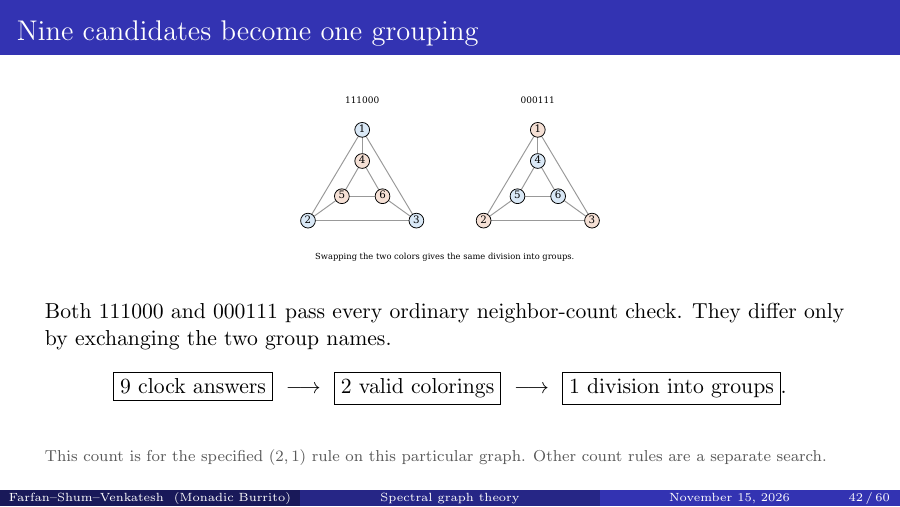 Nine candidates become one grouping
111000 000111
1 1
4 4
5 6 5 6
2 3 2 3
Swapping the two colors gives the same division into groups.
Both 111000 and 000111 pass every ordinary neighbor-count check. They differ only
by exchanging the two group names.
9 clock answers ⟶ 2 valid colorings ⟶ 1 division into groups.
This count is for the specified (2, 1) rule on this particular graph. Other count rules are a separate search.
Farfan–Shum–Venkatesh (Monadic Burrito) Spectral graph theory November 15, 2026 42 / 60